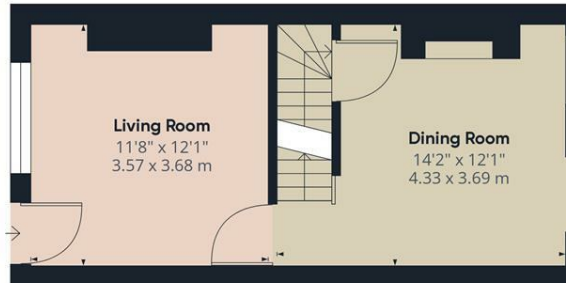 Living Room
11'8" x 12'1"
3.57 x 3.68 m
Dining Room
14'2" x 12'1"
4.33 x 3.69 m